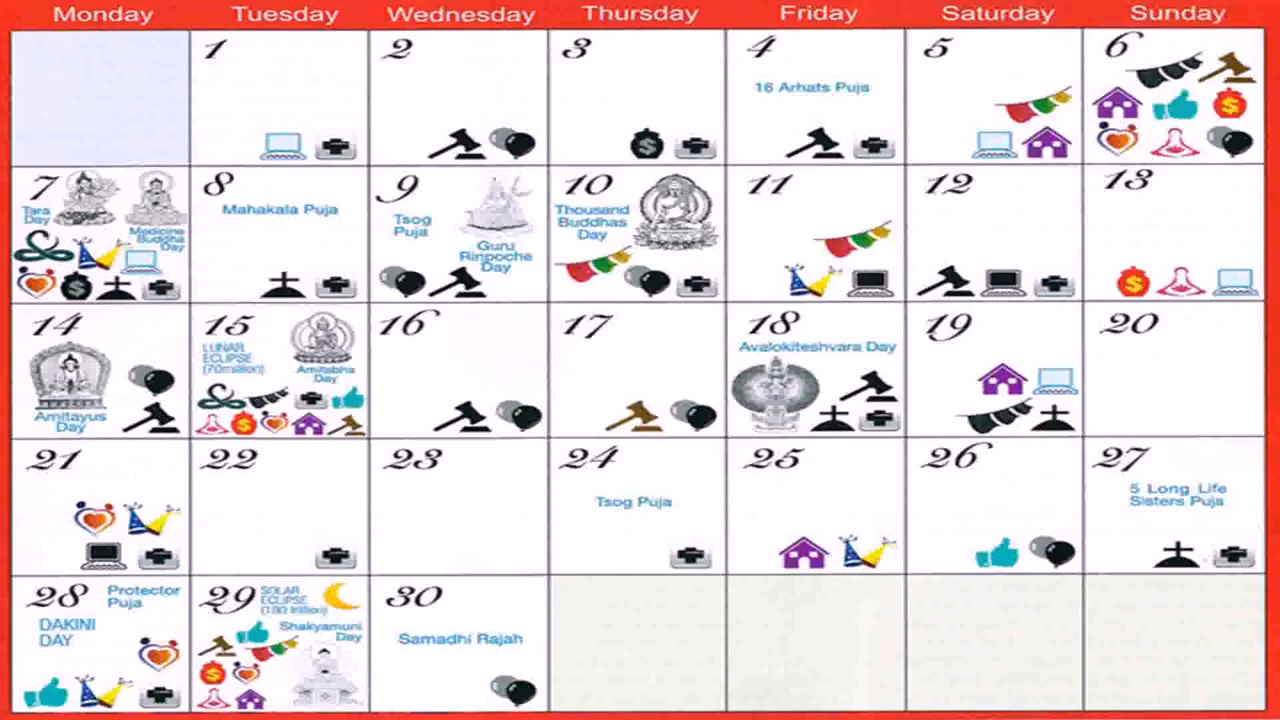 Monday Tuesday Wednesday Thursday Friday Saturday Sunday
1 2 3 4 5 6
16 Arhats Puja
7 8 9 10 11 12 13
Tara
Day
Medicine
Buddha
Day
Mahakala Puja
Tsog
Puja
Guru
Rinpoche
Day
Thousand
Buddhas
Day
14 15 16 17 18 19 20
Amitayus
Day
LUNAR
ECLIPSE
(70million)
Amitabha
Day
Avalokiteshvara Day
21 22 23 24 25 26 27
Tsog Puja
5 Long Life
Sisters Puja
28 29 30
Protector
Puja
DAKINI
DAY
SOLAR
ECLIPSE
Shakyamuni
Day
Samadhi Rajah